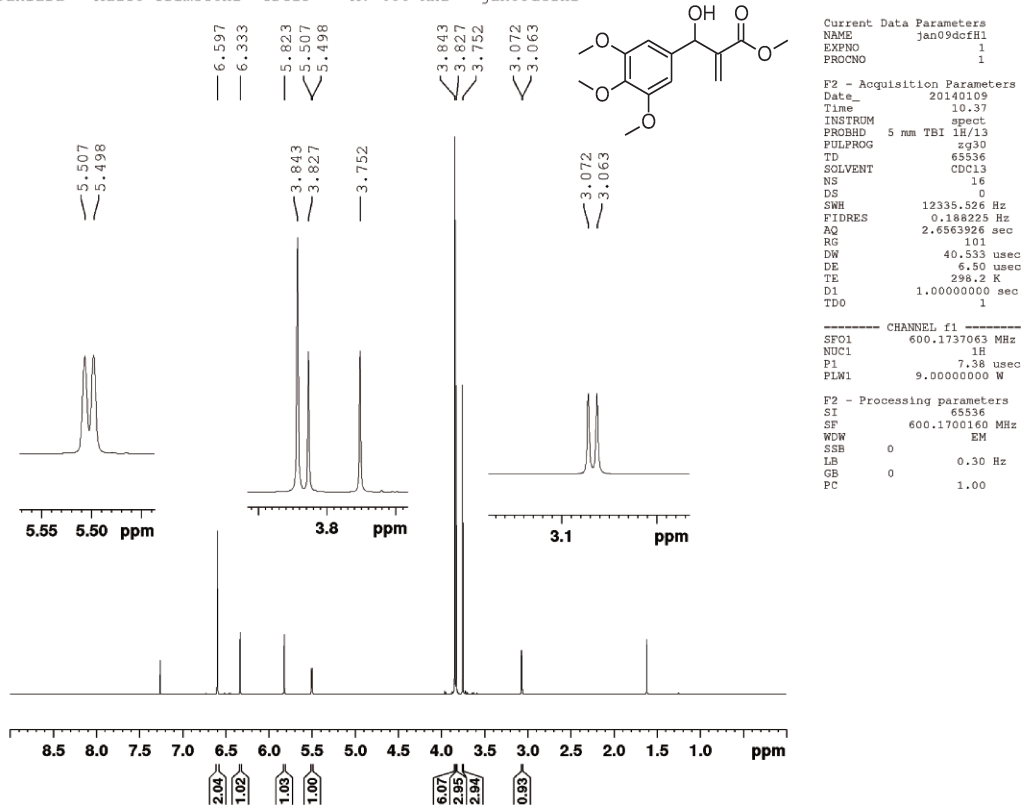 6.597
6.333
5.823
5.507
5.498
3.843
3.827
3.752
3.072
3.063
OH
O
O
O
O
O
5.507
5.498
3.843
3.827
3.752
3.072
3.063
5.55 5.50 ppm
3.8 ppm
3.1 ppm
8.5 8.0 7.5 7.0 6.5 6.0 5.5 5.0 4.5 4.0 3.5 3.0 2.5 2.0 1.5 1.0 ppm
2.04
1.02
1.03
1.00
6.07
2.95
2.94
0.93
Current Data Parameters
NAME jan09dcfH1
EXPNO 1
PROCNO 1
F2 - Acquisition Parameters
Date_ 20140109
Time 10.37
INSTRUM spect
PROBHD 5 mm TBI 1H/13
PULPROG zg30
TD 65536
SOLVENT CDCl3
NS 16
DS 0
SWH 12335.526 Hz
FIDRES 0.188225 Hz
AQ 2.6563926 sec
RG 101
DW 40.533 usec
DE 6.50 usec
TE 298.2 K
D1 1.00000000 sec
TD0 1
======== CHANNEL f1 ========
SFO1 600.1737063 MHz
NUC1 1H
P1 7.38 usec
PLW1 9.00000000 W
F2 - Processing parameters
SI 65536
SF 600.1700160 MHz
WDW EM
SSB 0
LB 0.30 Hz
GB 0
PC 1.00